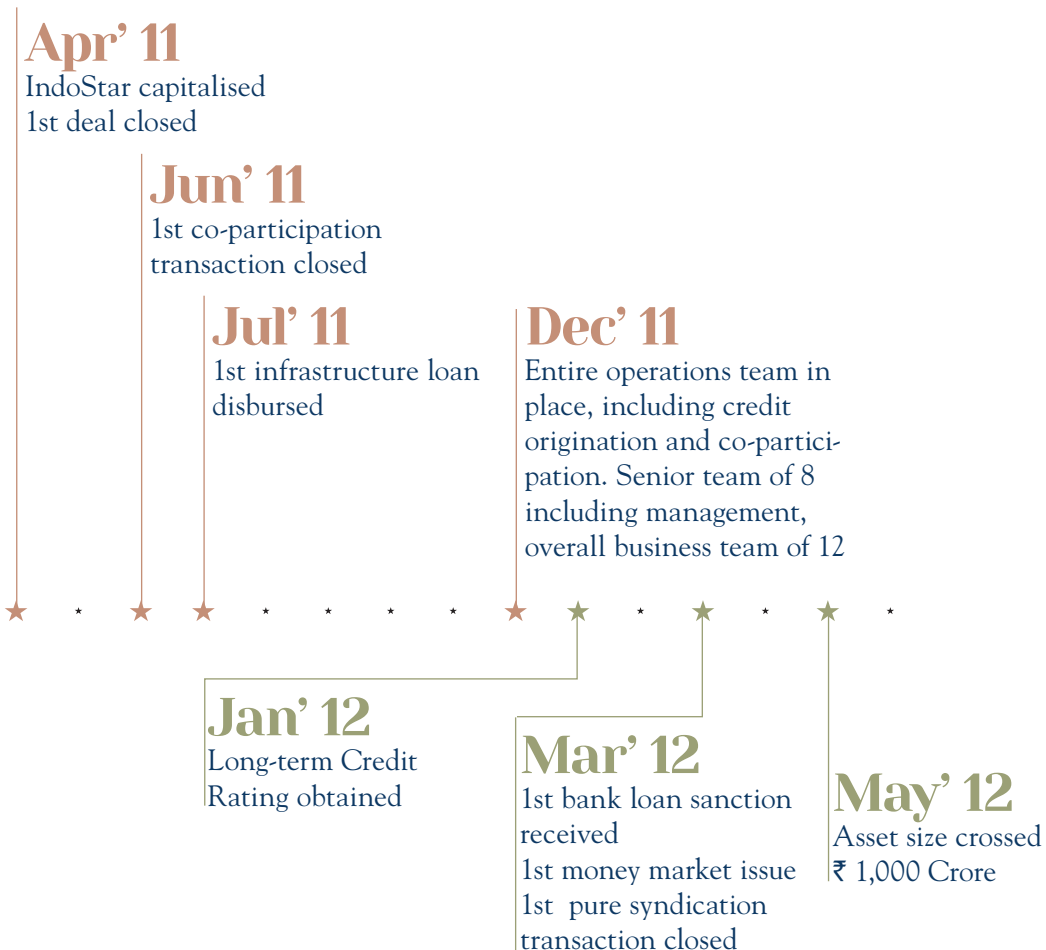 Apr’ 11
IndoStar capitalised
1st deal closed
Jun’ 11
1st co-participation
transaction closed
Jul’ 11
1st infrastructure loan
disbursed
Dec’ 11
Entire operations team in
place, including credit
origination and co-partici-
pation. Senior team of 8
including management,
overall business team of 12
Jan’ 12
Long-term Credit
Rating obtained
Mar’ 12
1st bank loan sanction
received
1st money market issue
1st  pure syndication
transaction closed
May’ 12
Asset size crossed
₹ 1,000 Crore